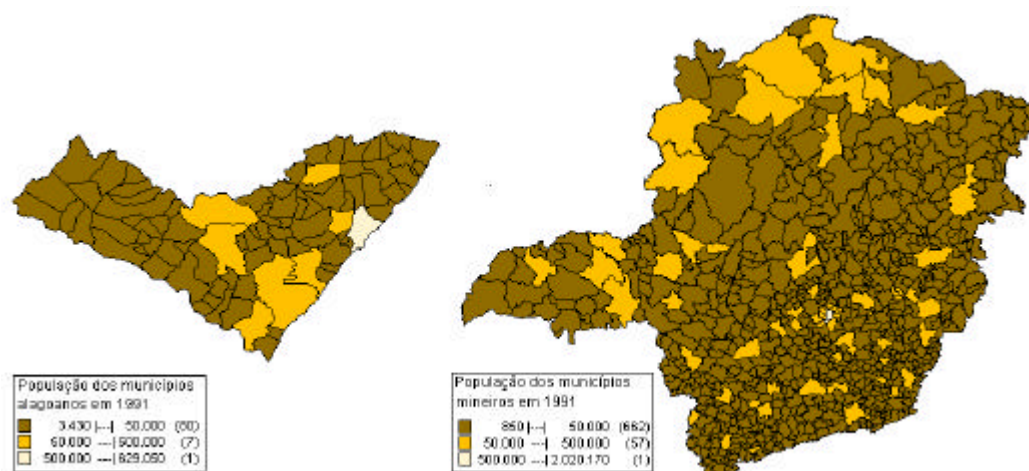 População dos municípios
alagoanos em 1991
3.430 |---| 50.000 (80)
50.000 ---| 500.000 (7)
500.000 ---| 629.050 (1)
População dos municípios
mineiros em 1991
850 |---| 50.000 (662)
50.000 ---| 500.000 (57)
500.000 ---| 2.020.170 (1)